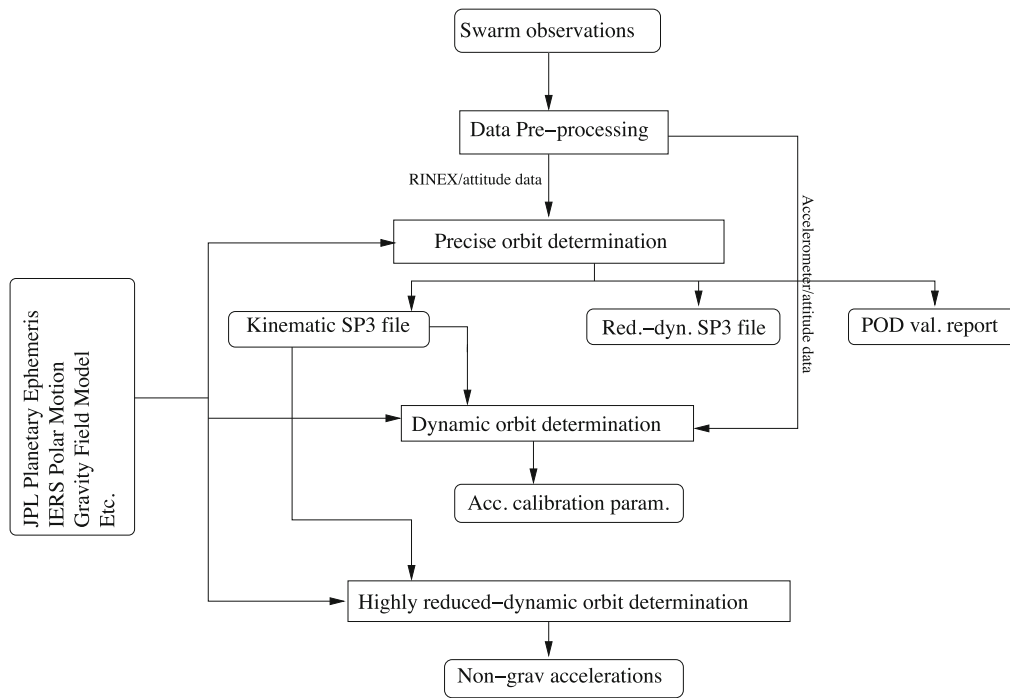 Swarm observations
Data Pre−processing
RINEX/attitude data
Accelerometer/attitude data
Precise orbit determination
Kinematic SP3 file
Red.−dyn. SP3 file
POD val. report
JPL Planetary Ephemeris
IERS Polar Motion
Gravity Field Model
Etc.
Dynamic orbit determination
Acc. calibration param.
Highly reduced−dynamic orbit determination
Non−grav accelerations